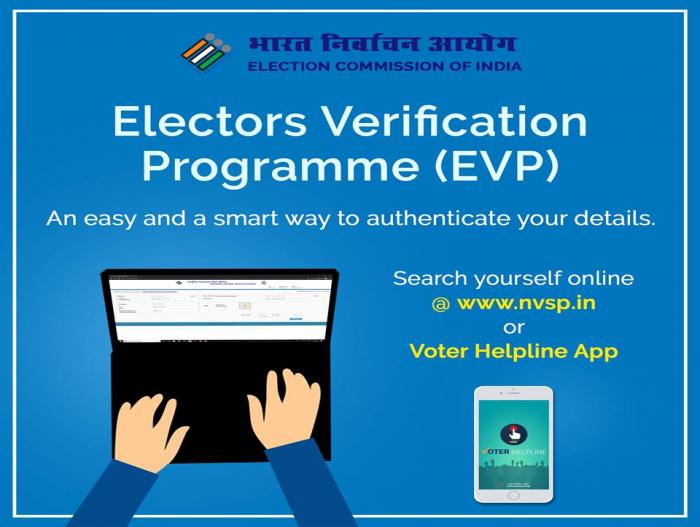 भारत निर्वाचन आयोग
ELECTION COMMISSION OF INDIA
Electors Verification
Programme (EVP)
An easy and a smart way to authenticate your details.
Search yourself online
@ www.nvsp.in
or
Voter Helpline App
VOTER HELPLINE